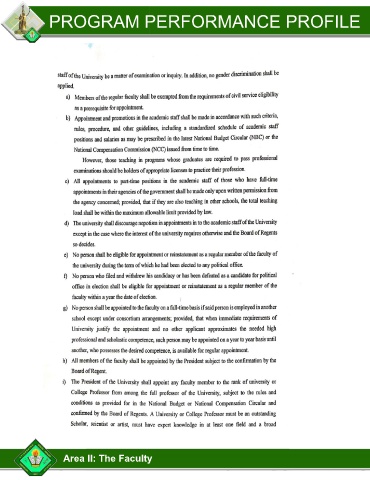 PROGRAM PERFORMANCE PROFILE
staff of the University be a matter of examination or inquiry. In addition, no gender discrimination shall be
applied.
a) Members of the regular faculty shall be exempted from the requirements of civil service eligibility
as a prerequisite for appointment.
b) Appointment and promotions in the academic staff shall be made in accordance with such criteria,
rules, procedure, and other guidelines, including a standardized schedule of academic staff
positions and salaries as may be prescribed in the latest National Budget Circular (NBC) or the
National Compensation Commission (NCC) issued from time to time.
However, those teaching in programs whose graduates are required to pass professional
examinations should be holders of appropriate licenses to practice their profession.
c) All appointments to part-time positions in the academic staff of those who have full-time
appointments in their agencies of the government shall be made only upon written permission from
the agency concerned; provided, that if they are also teaching in other schools, the total teaching
load shall be within the maximum allowable limit provided by law.
d) The university shall discourage nepotism in appointments in to the academic staff of the University
except in the case where the interest of the university requires otherwise and the Board of Regents
so decides.
e) No person shall be eligible for appointment or reinstatement as a regular member of the faculty of
the university during the term of which he had been elected to any political office.
f) No person who filed and withdrew his candidacy or has been defeated as a candidate for political
office in election shall be eligible for appointment or reinstatement as a regular member of the
faculty within a year the date of election.
g) No person shall be appointed to the faculty on a full-time basis if said person is employed in another
school except under consortium arrangements; provided, that when immediate requirements of
University justify the appointment and no other applicant approximates the needed high
professional and scholastic competence, such person may be appointed on a year to year basis until
another, who possesses the desired competence, is available for regular appointment.
h) All members of the faculty shall be appointed by the President subject to the confirmation by the
Board of Regent.
i) The President of the University shall appoint any faculty member to the rank of university or
College Professor from among the full professor of the University, subject to the rules and
conditions as provided for in the National Budget or National Compensation Circular and
confirmed by the Board of Regents. A University or College Professor must be an outstanding
Scholar, scientist or artist, must have expert knowledge in at least one field and a broad
Area II: The Faculty